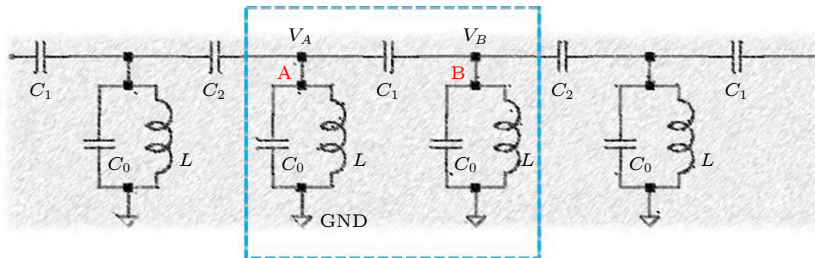 V_A V_B
A B
C_1 C_2 C_1 C_2 C_1
C_0 L C_0 L C_0 L C_0 L
GND